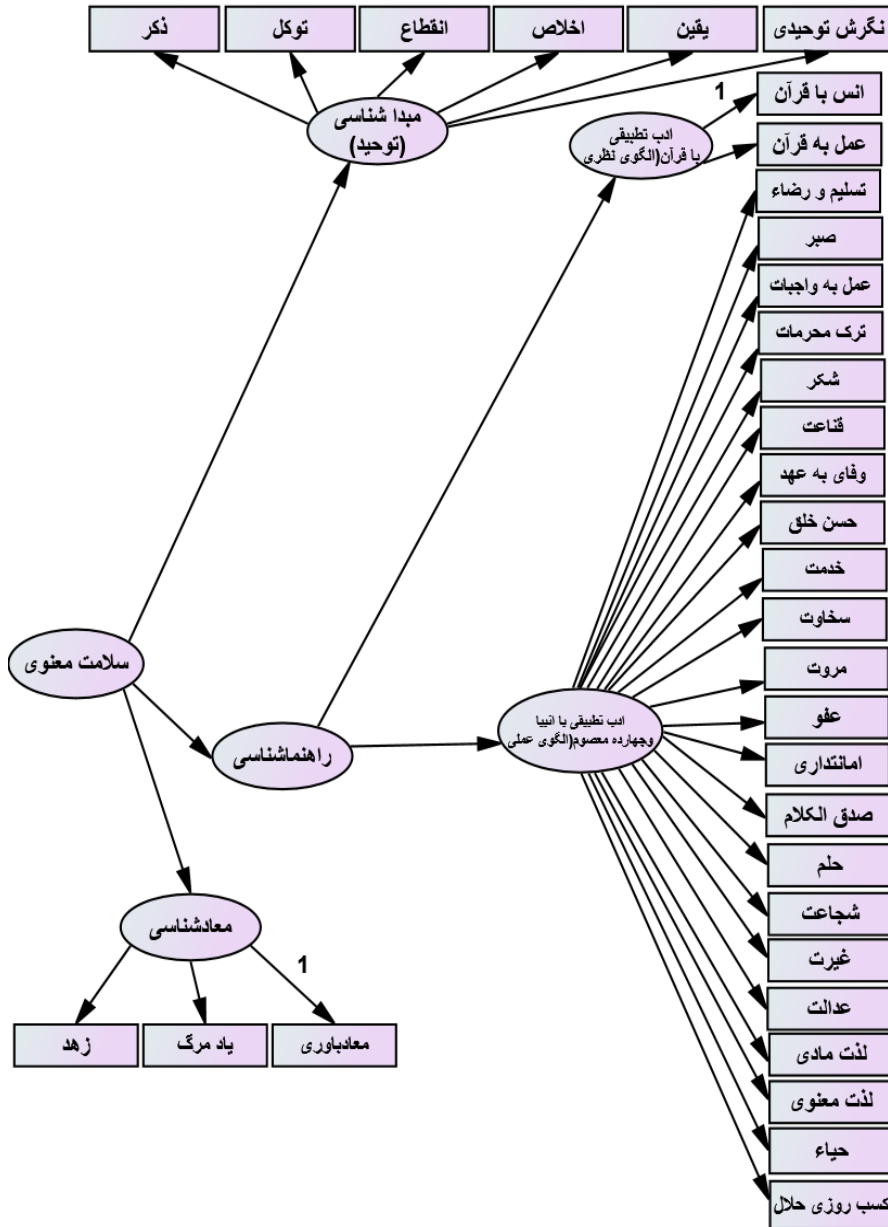 نگرش توحیدی
یقین
اخلاص
انقطاع
توکل
ذکر
مبدا شناسی
(توحید)
ادب تطبیقی
با قرآن(الگوی نظری
1
انس با قرآن
عمل به قرآن
تسلیم و رضاء
صبر
عمل به واجبات
ترک محرمات
شکر
قناعت
وفای به عهد
حسن خلق
خدمت
سخاوت
مروت
عفو
امانتداری
صدق الکلام
حلم
شجاعت
غیرت
عدالت
لذت مادی
لذت معنوی
حیاء
کسب روزی حلال
سلامت معنوی
راهنماشناسی
ادب تطبیقی با انبیا
وچهارده معصوم(الگوی عملی
معادشناسی
1
معادباوری
یاد مرگ
زهد